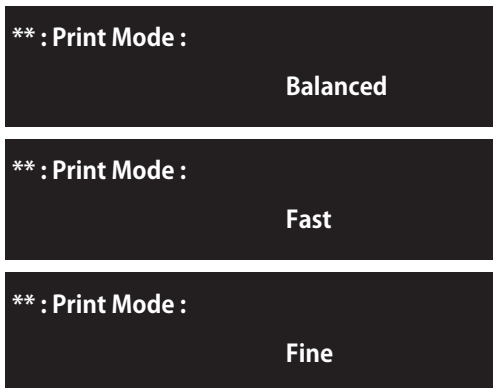 ** : Print Mode :
Balanced
** : Print Mode :
Fast
** : Print Mode :
Fine